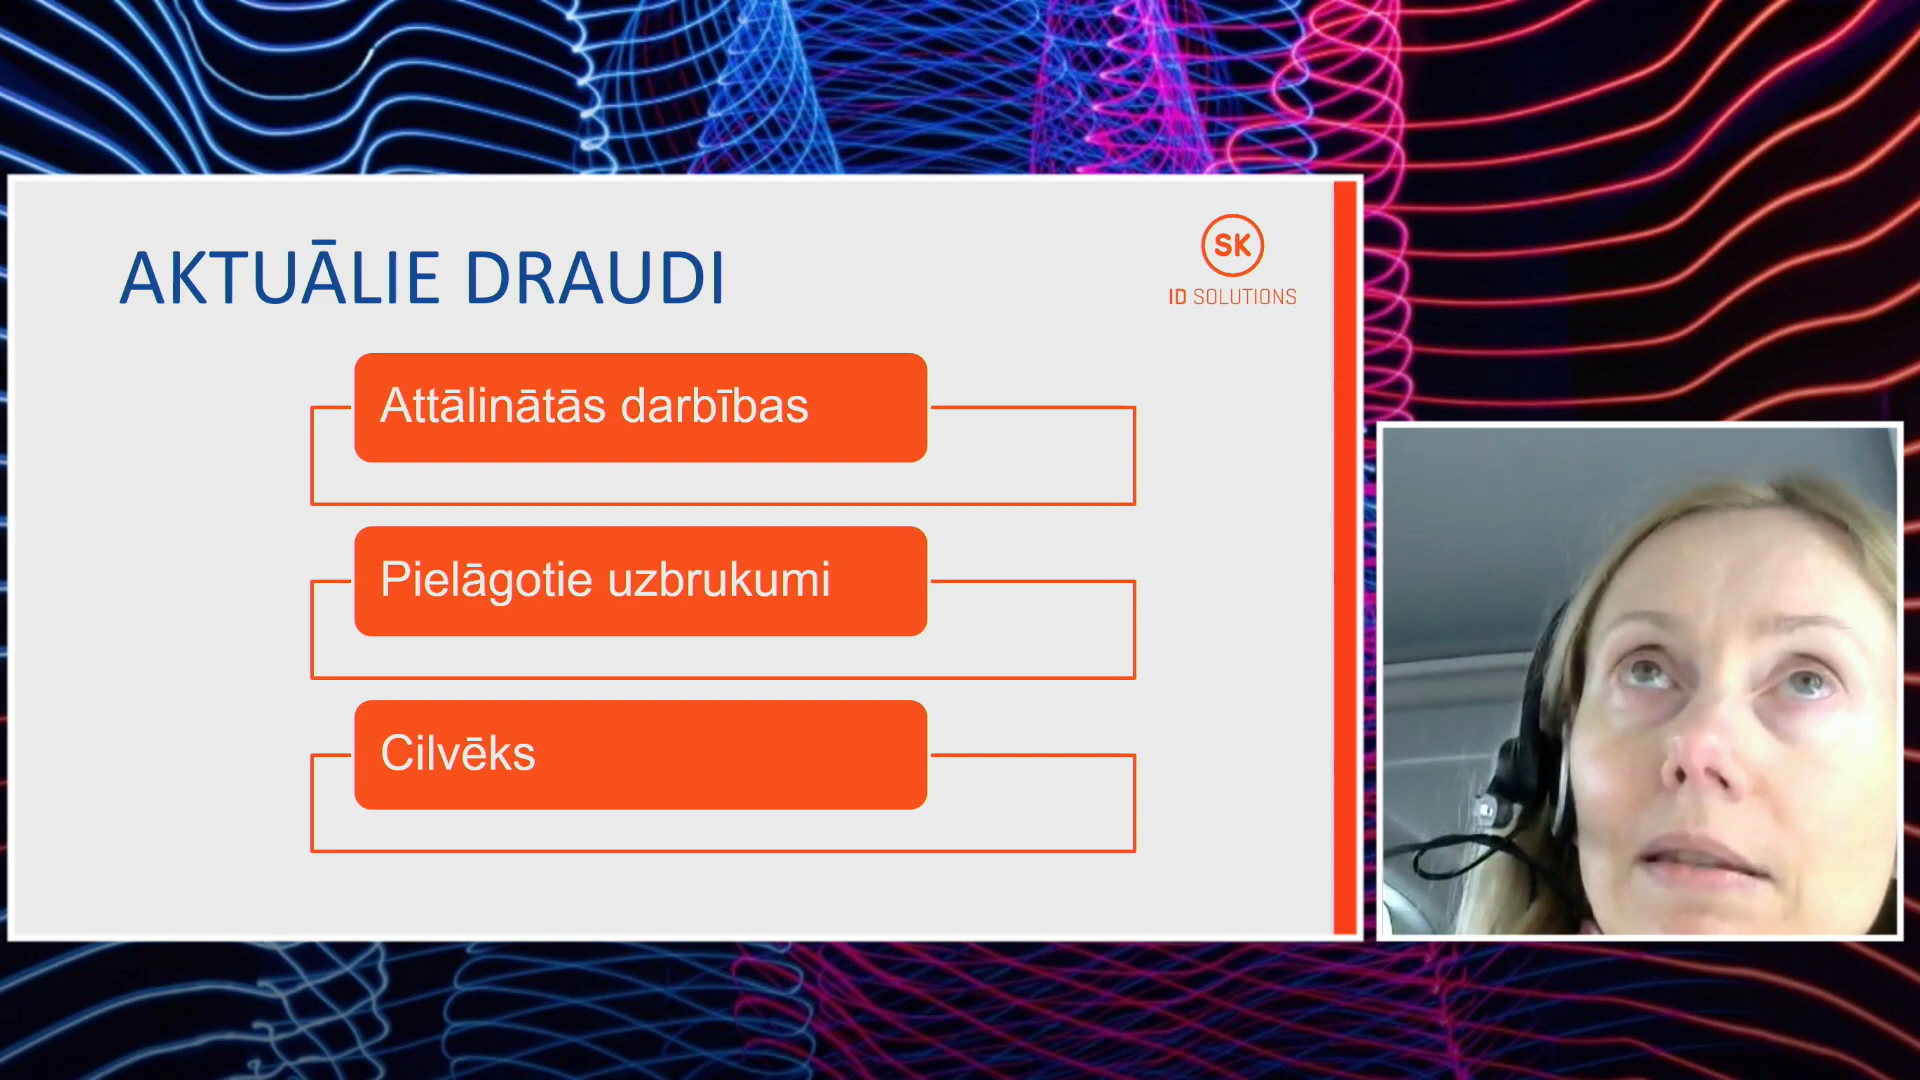 AKTUĀLIE DRAUDI
SK
ID SOLUTIONS
Attālinātās darbības
Pielāgotie uzbrukumi
Cilvēks